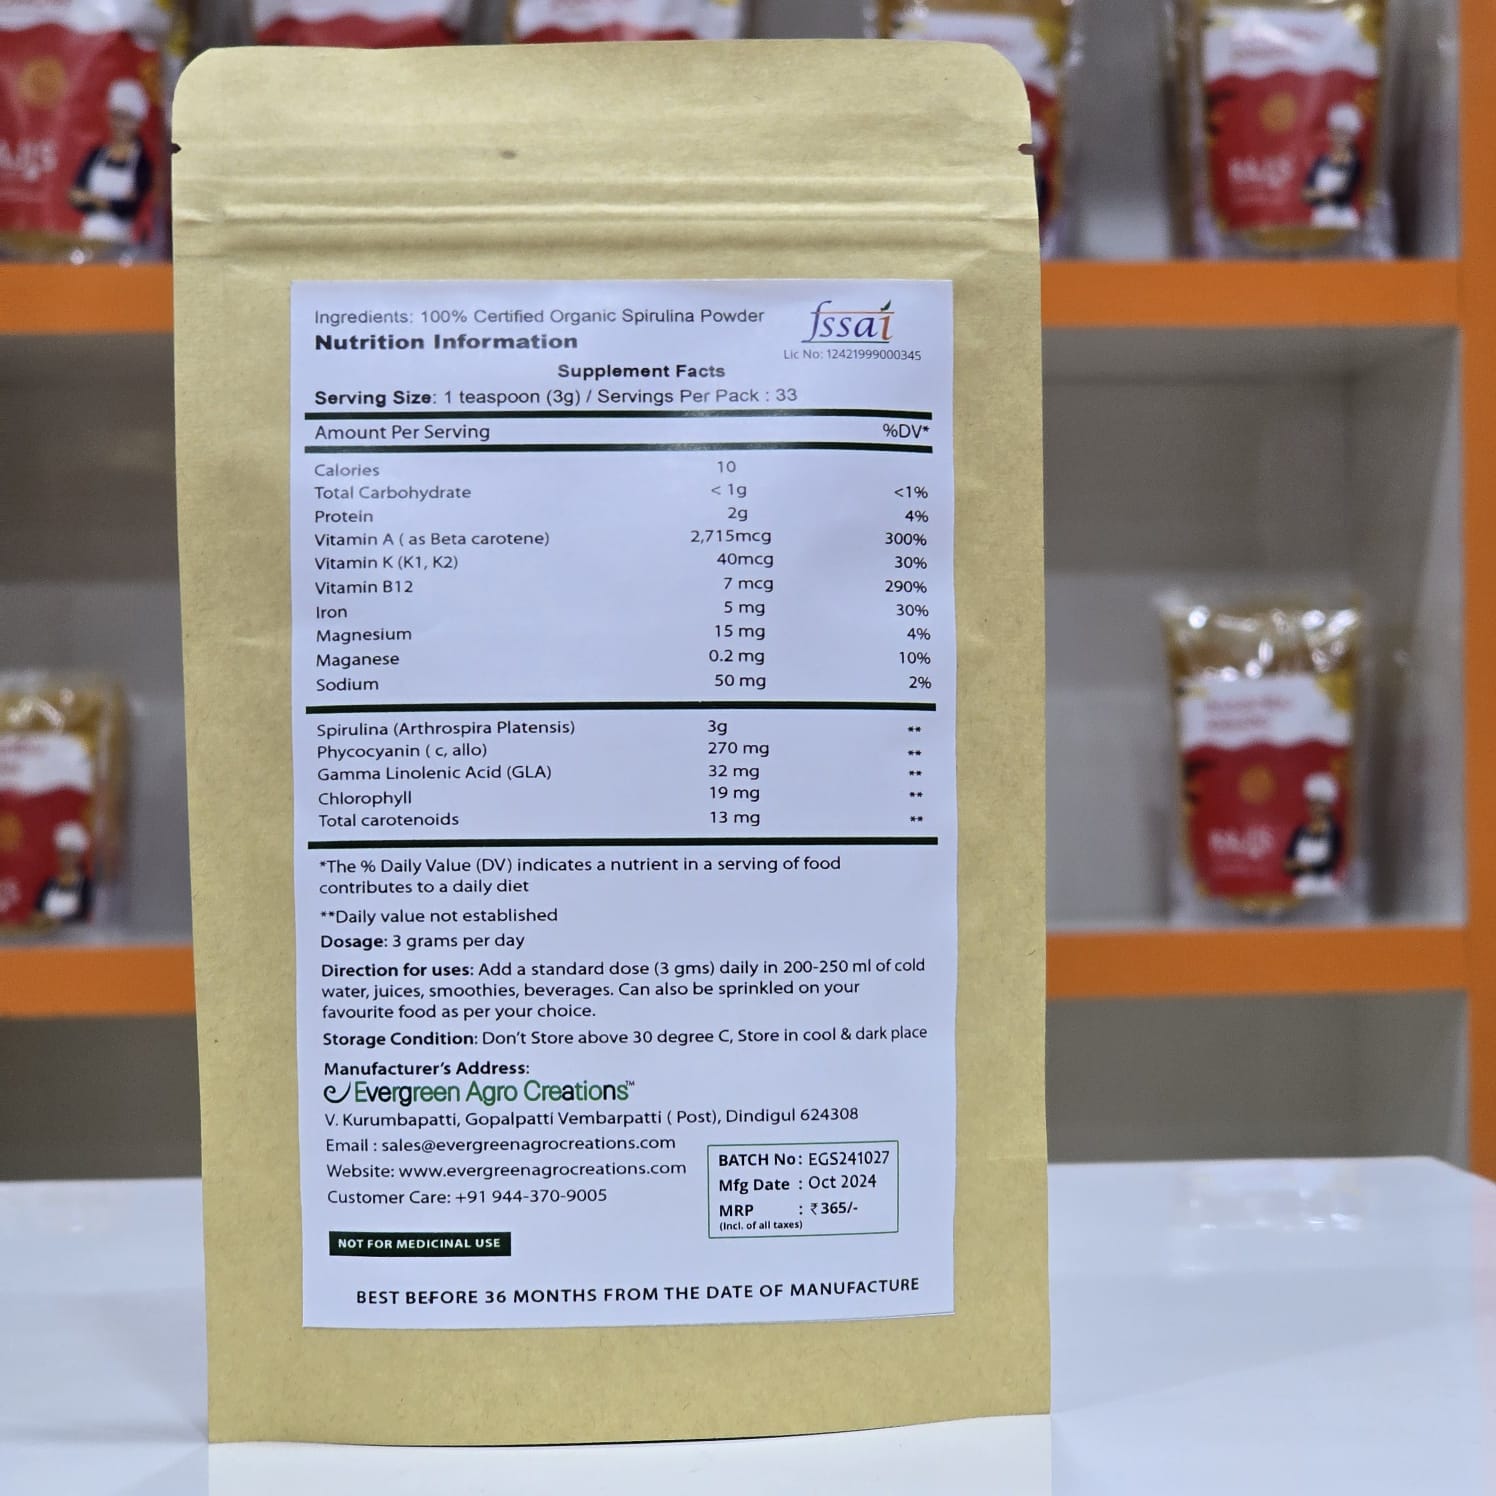 Ingredients: 100% Certified Organic Spirulina Powder
fssai
Lic No: 12421999000345
Nutrition Information
Supplement Facts
Serving Size: 1 teaspoon (3g) / Servings Per Pack : 33
Amount Per Serving %DV*
Calories 10
Total Carbohydrate < 1g <1%
Protein 2g 4%
Vitamin A ( as Beta carotene) 2,715mcg 300%
Vitamin K (K1, K2) 40mcg 30%
Vitamin B12 7 mcg 290%
Iron 5 mg 30%
Magnesium 15 mg 4%
Maganese 0.2 mg 10%
Sodium 50 mg 2%
Spirulina (Arthrospira Platensis) 3g **
Phycocyanin ( c, allo) 270 mg **
Gamma Linolenic Acid (GLA) 32 mg **
Chlorophyll 19 mg **
Total carotenoids 13 mg **
*The % Daily Value (DV) indicates a nutrient in a serving of food
contributes to a daily diet
**Daily value not established
Dosage: 3 grams per day
Direction for uses: Add a standard dose (3 gms) daily in 200-250 ml of cold
water, juices, smoothies, beverages. Can also be sprinkled on your
favourite food as per your choice.
Storage Condition: Don't Store above 30 degree C, Store in cool & dark place
Manufacturer's Address:
Evergreen Agro Creations™
V. Kurumbapatti, Gopalpatti Vembarpatti ( Post), Dindigul 624308
Email : sales@evergreenagrocreations.com
Website: www.evergreenagrocreations.com
Customer Care: +91 944-370-9005
BATCH No: EGS241027
Mfg Date : Oct 2024
MRP : ₹ 365/-
(Incl. of all taxes)
NOT FOR MEDICINAL USE
BEST BEFORE 36 MONTHS FROM THE DATE OF MANUFACTURE